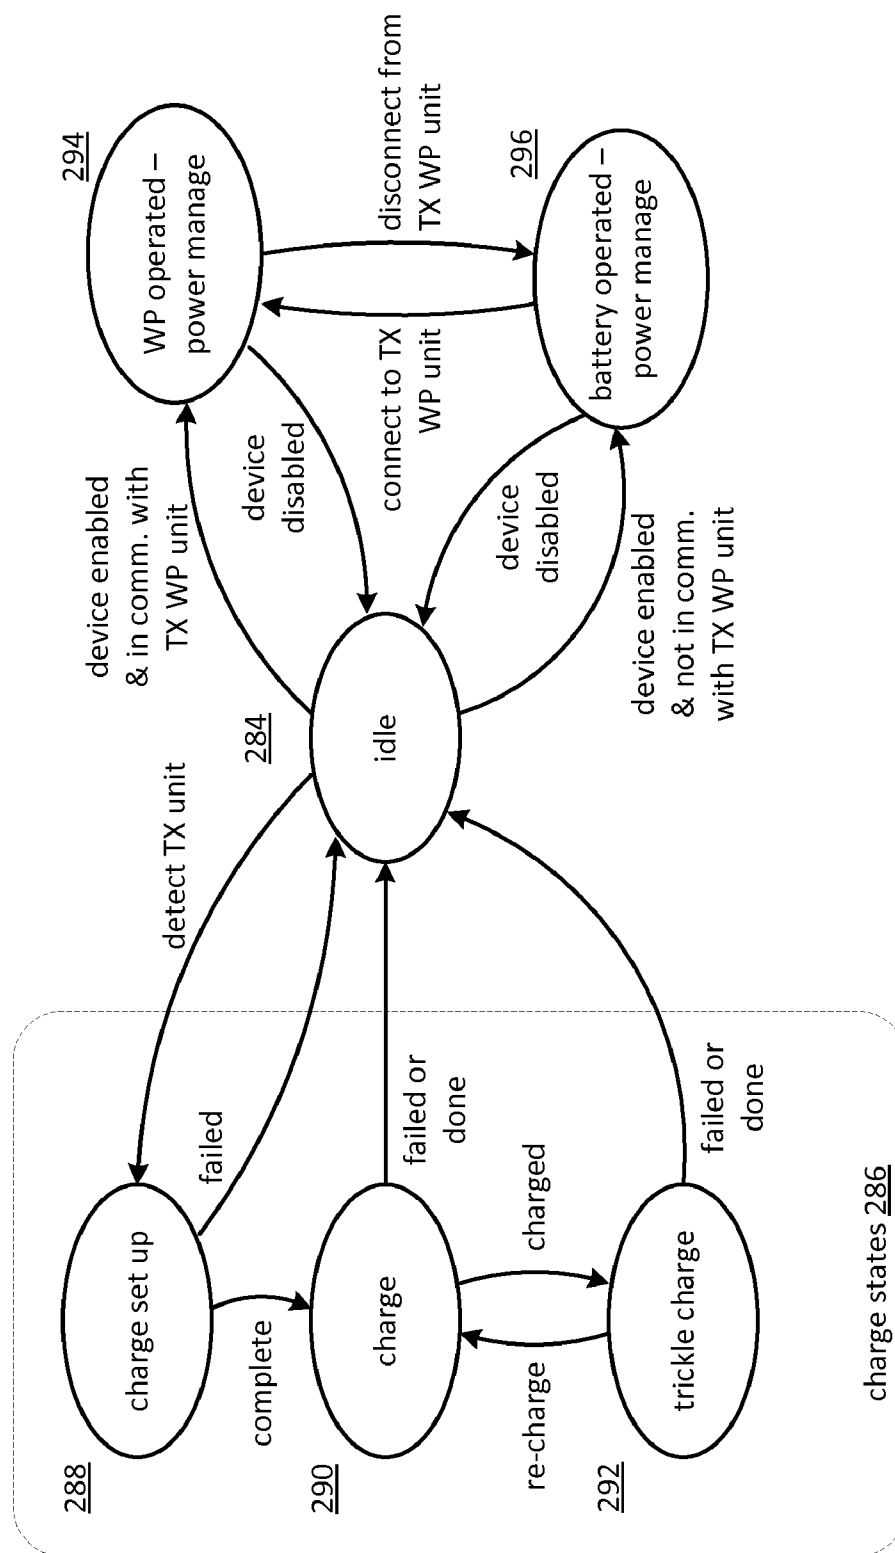 288
charge set up
complete
failed
detect TX unit
290
charge
failed or
done
re-charge
charged
292
trickle charge
failed or
done
charge states 286
284
idle
device enabled
& in comm. with
TX WP unit
device
disabled
294
WP operated –
power manage
connect to TX
WP unit
disconnect from
TX WP unit
device
disabled
device enabled
& not in comm.
with TX WP unit
296
battery operated –
power manage